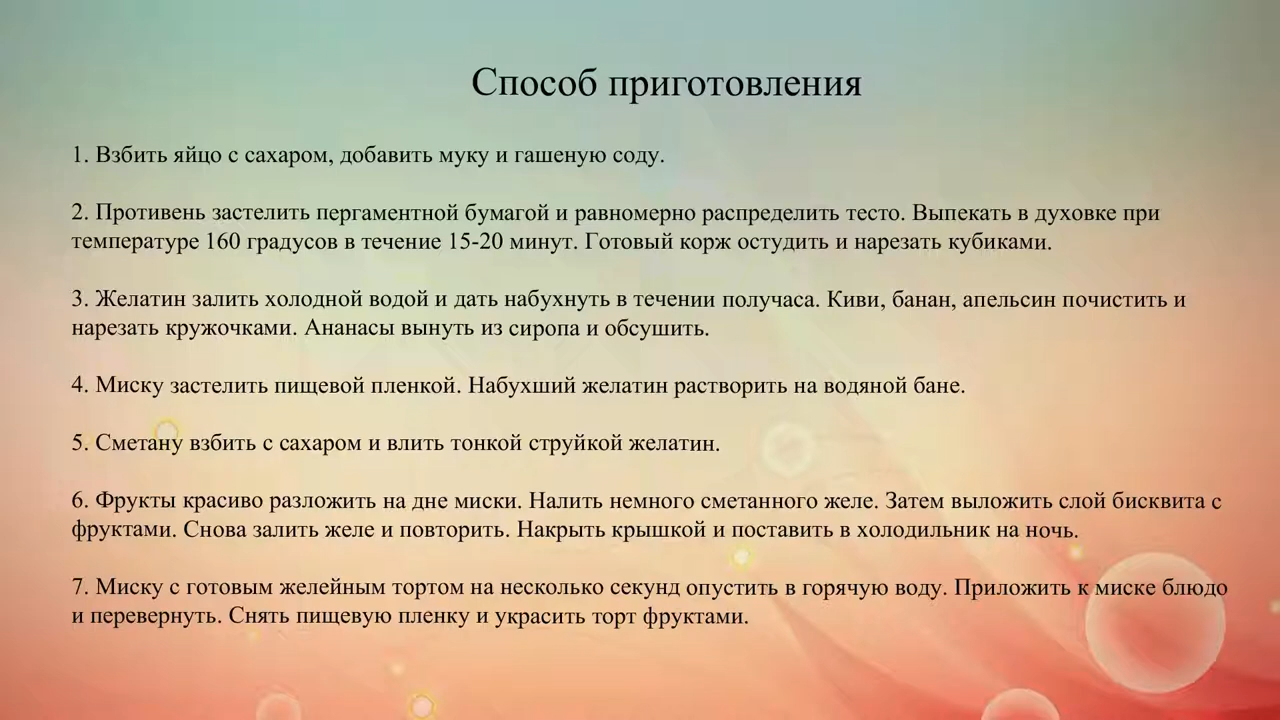 Способ приготовления
1. Взбить яйцо с сахаром, добавить муку и гашеную соду.
2. Противень застелить пергаментной бумагой и равномерно распределить тесто. Выпекать в духовке при
температуре 160 градусов в течение 15-20 минут. Готовый корж остудить и нарезать кубиками.
3. Желатин залить холодной водой и дать набухнуть в течении получаса. Киви, банан, апельсин почистить и
нарезать кружочками. Ананасы вынуть из сиропа и обсушить.
4. Миску застелить пищевой пленкой. Набухший желатин растворить на водяной бане.
5. Сметану взбить с сахаром и влить тонкой струйкой желатин.
6. Фрукты красиво разложить на дне миски. Налить немного сметанного желе. Затем выложить слой бисквита с
фруктами. Снова залить желе и повторить. Накрыть крышкой и поставить в холодильник на ночь.
7. Миску с готовым желейным тортом на несколько секунд опустить в горячую воду. Приложить к миске блюдо
и перевернуть. Снять пищевую пленку и украсить торт фруктами.